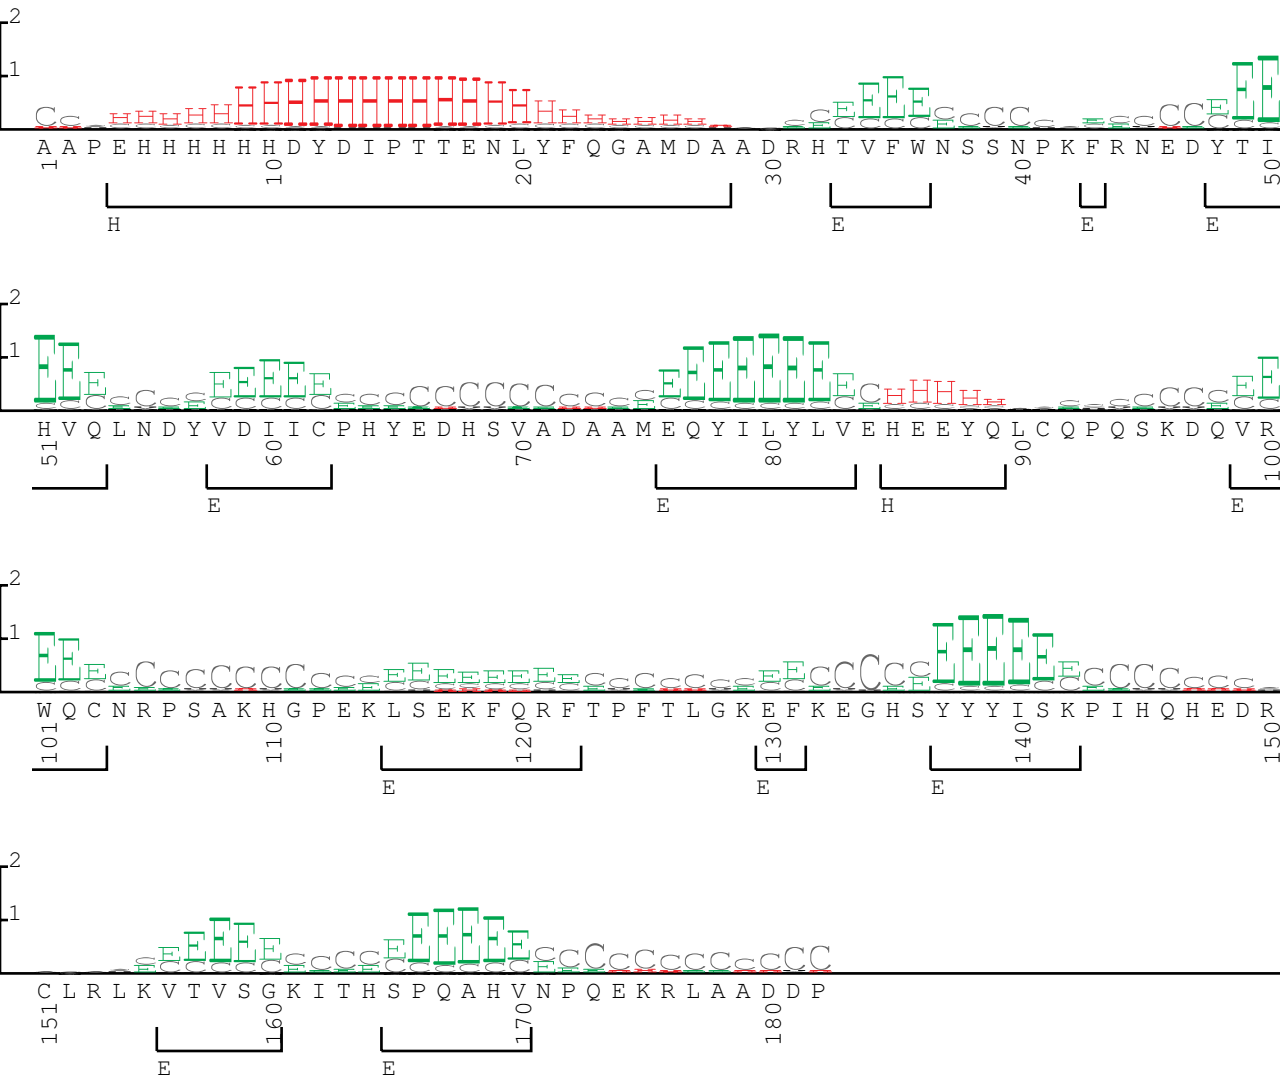 2
1
A A P E H H H H H H D Y D I P T T E N L Y F Q G A M D A A D R H T V F W N S S N P K F R N E D Y T I
1 10 20 30 40 50
H E E E
2
1
H V Q L N D Y V D I I C P H Y E D H S V A D A A M E Q Y I L Y L V E H E E Y Q L C Q P Q S K D Q V R
51 60 70 80 90 100
E E H E
2
1
W Q C N R P S A K H G P E K L S E K F Q R F T P F T L G K E F K E G H S Y Y Y I S K P I H Q H E D R
101 110 120 130 140 150
E E E
2
1
C L R L K V T V S G K I T H S P Q A H V N P Q E K R L A A D D P
151 160 170 180
E E